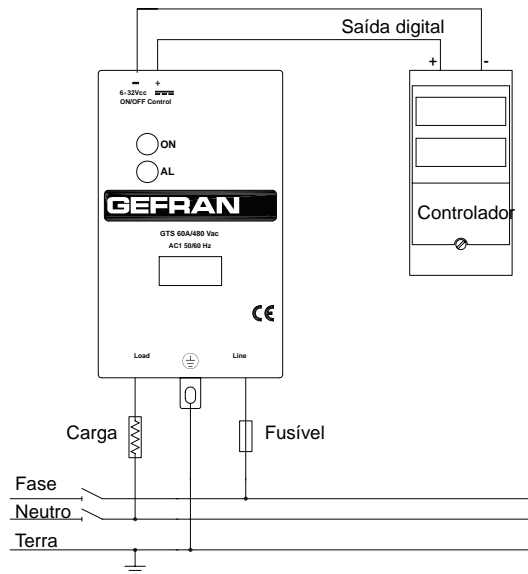 Saída digital
+ -
- +
6÷32Vcc
ON/OFF Control
ON
AL
GEFRAN
GTS 60A/480 Vac
AC1 50/60 Hz
Controlador
CE
Load Line
Carga Fusível
Fase
Neutro
Terra